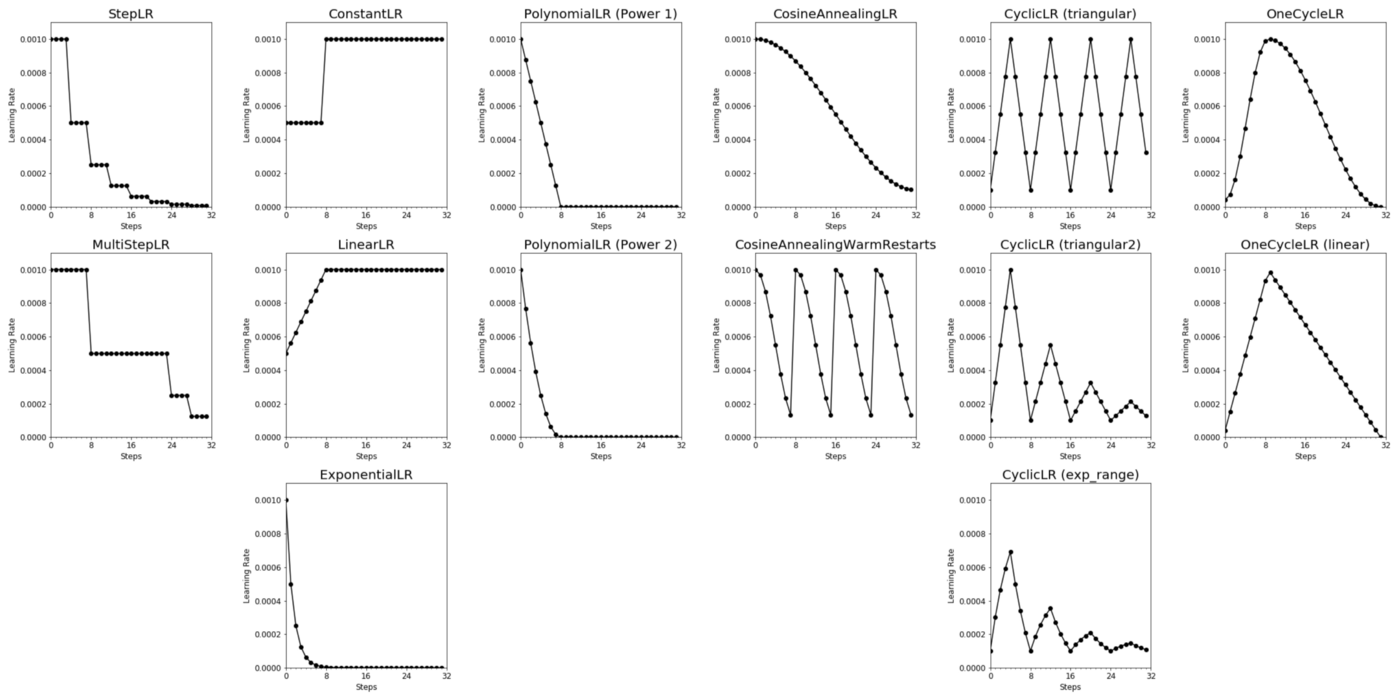 StepLR
0.0010
0.0008
0.0006
0.0004
0.0002
0.0000
Learning Rate
0 8 16 24 32
Steps
ConstantLR
0.0010
0.0008
0.0006
0.0004
0.0002
0.0000
Learning Rate
0 8 16 24 32
Steps
PolynomialLR (Power 1)
0.0010
0.0008
0.0006
0.0004
0.0002
0.0000
Learning Rate
0 8 16 24 32
Steps
CosineAnnealingLR
0.0010
0.0008
0.0006
0.0004
0.0002
0.0000
Learning Rate
0 8 16 24 32
Steps
CyclicLR (triangular)
0.0010
0.0008
0.0006
0.0004
0.0002
0.0000
Learning Rate
0 8 16 24 32
Steps
OneCycleLR
0.0010
0.0008
0.0006
0.0004
0.0002
0.0000
Learning Rate
0 8 16 24 32
Steps
MultiStepLR
0.0010
0.0008
0.0006
0.0004
0.0002
0.0000
Learning Rate
0 8 16 24 32
Steps
LinearLR
0.0010
0.0008
0.0006
0.0004
0.0002
0.0000
Learning Rate
0 8 16 24 32
Steps
PolynomialLR (Power 2)
0.0010
0.0008
0.0006
0.0004
0.0002
0.0000
Learning Rate
0 8 16 24 32
Steps
CosineAnnealingWarmRestarts
0.0010
0.0008
0.0006
0.0004
0.0002
0.0000
Learning Rate
0 8 16 24 32
Steps
CyclicLR (triangular2)
0.0010
0.0008
0.0006
0.0004
0.0002
0.0000
Learning Rate
0 8 16 24 32
Steps
OneCycleLR (linear)
0.0010
0.0008
0.0006
0.0004
0.0002
0.0000
Learning Rate
0 8 16 24 32
Steps
ExponentialLR
0.0010
0.0008
0.0006
0.0004
0.0002
0.0000
Learning Rate
0 8 16 24 32
Steps
CyclicLR (exp_range)
0.0010
0.0008
0.0006
0.0004
0.0002
0.0000
Learning Rate
0 8 16 24 32
Steps